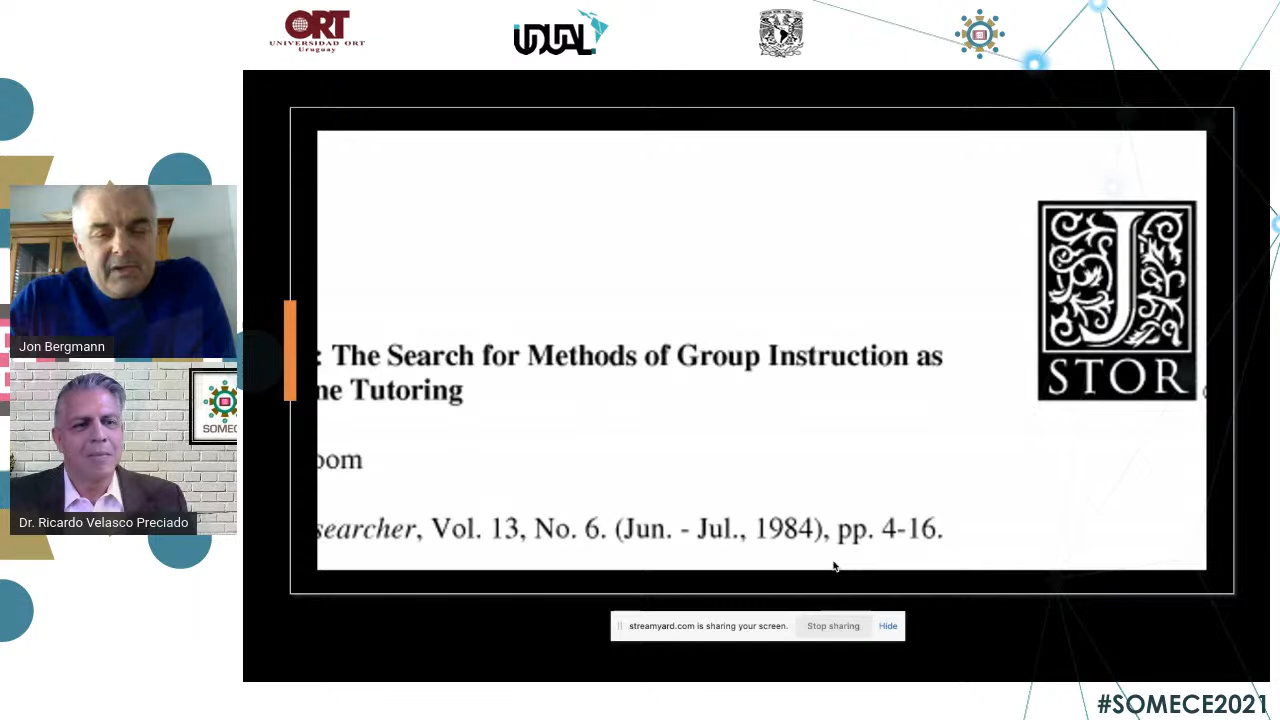 ORT
UNIVERSIDAD ORT
Uruguay
UDUAL
: The Search for Methods of Group Instruction as
ne Tutoring
oom
searcher, Vol. 13, No. 6. (Jun. - Jul., 1984), pp. 4-16.
J
STOR
Jon Bergmann
SOMEC
Dr. Ricardo Velasco Preciado
streamyard.com is sharing your screen.
Stop sharing
Hide
#SOMECE2021